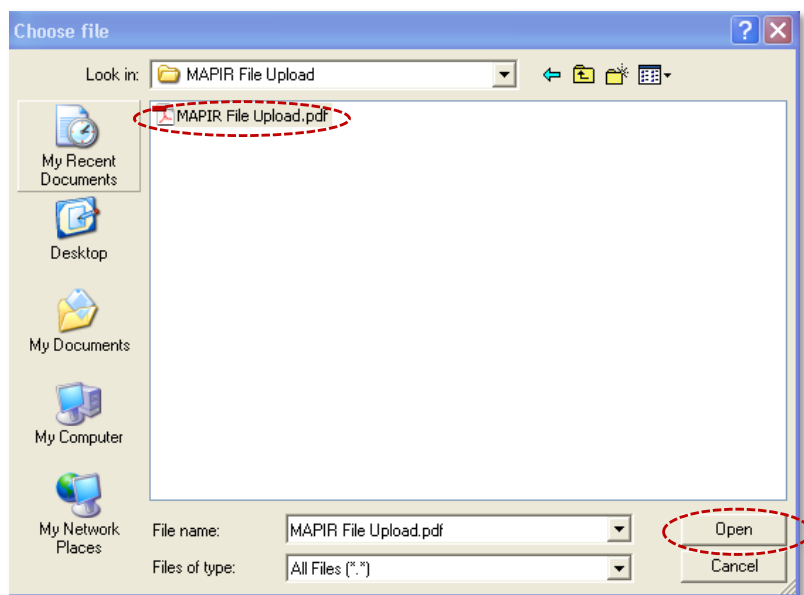 Choose file
Look in:
MAPIR File Upload
MAPIR File Upload.pdf
My Recent
Documents
Desktop
My Documents
My Computer
My Network
Places
File name:
MAPIR File Upload.pdf
Open
Files of type:
All Files (*.*)
Cancel